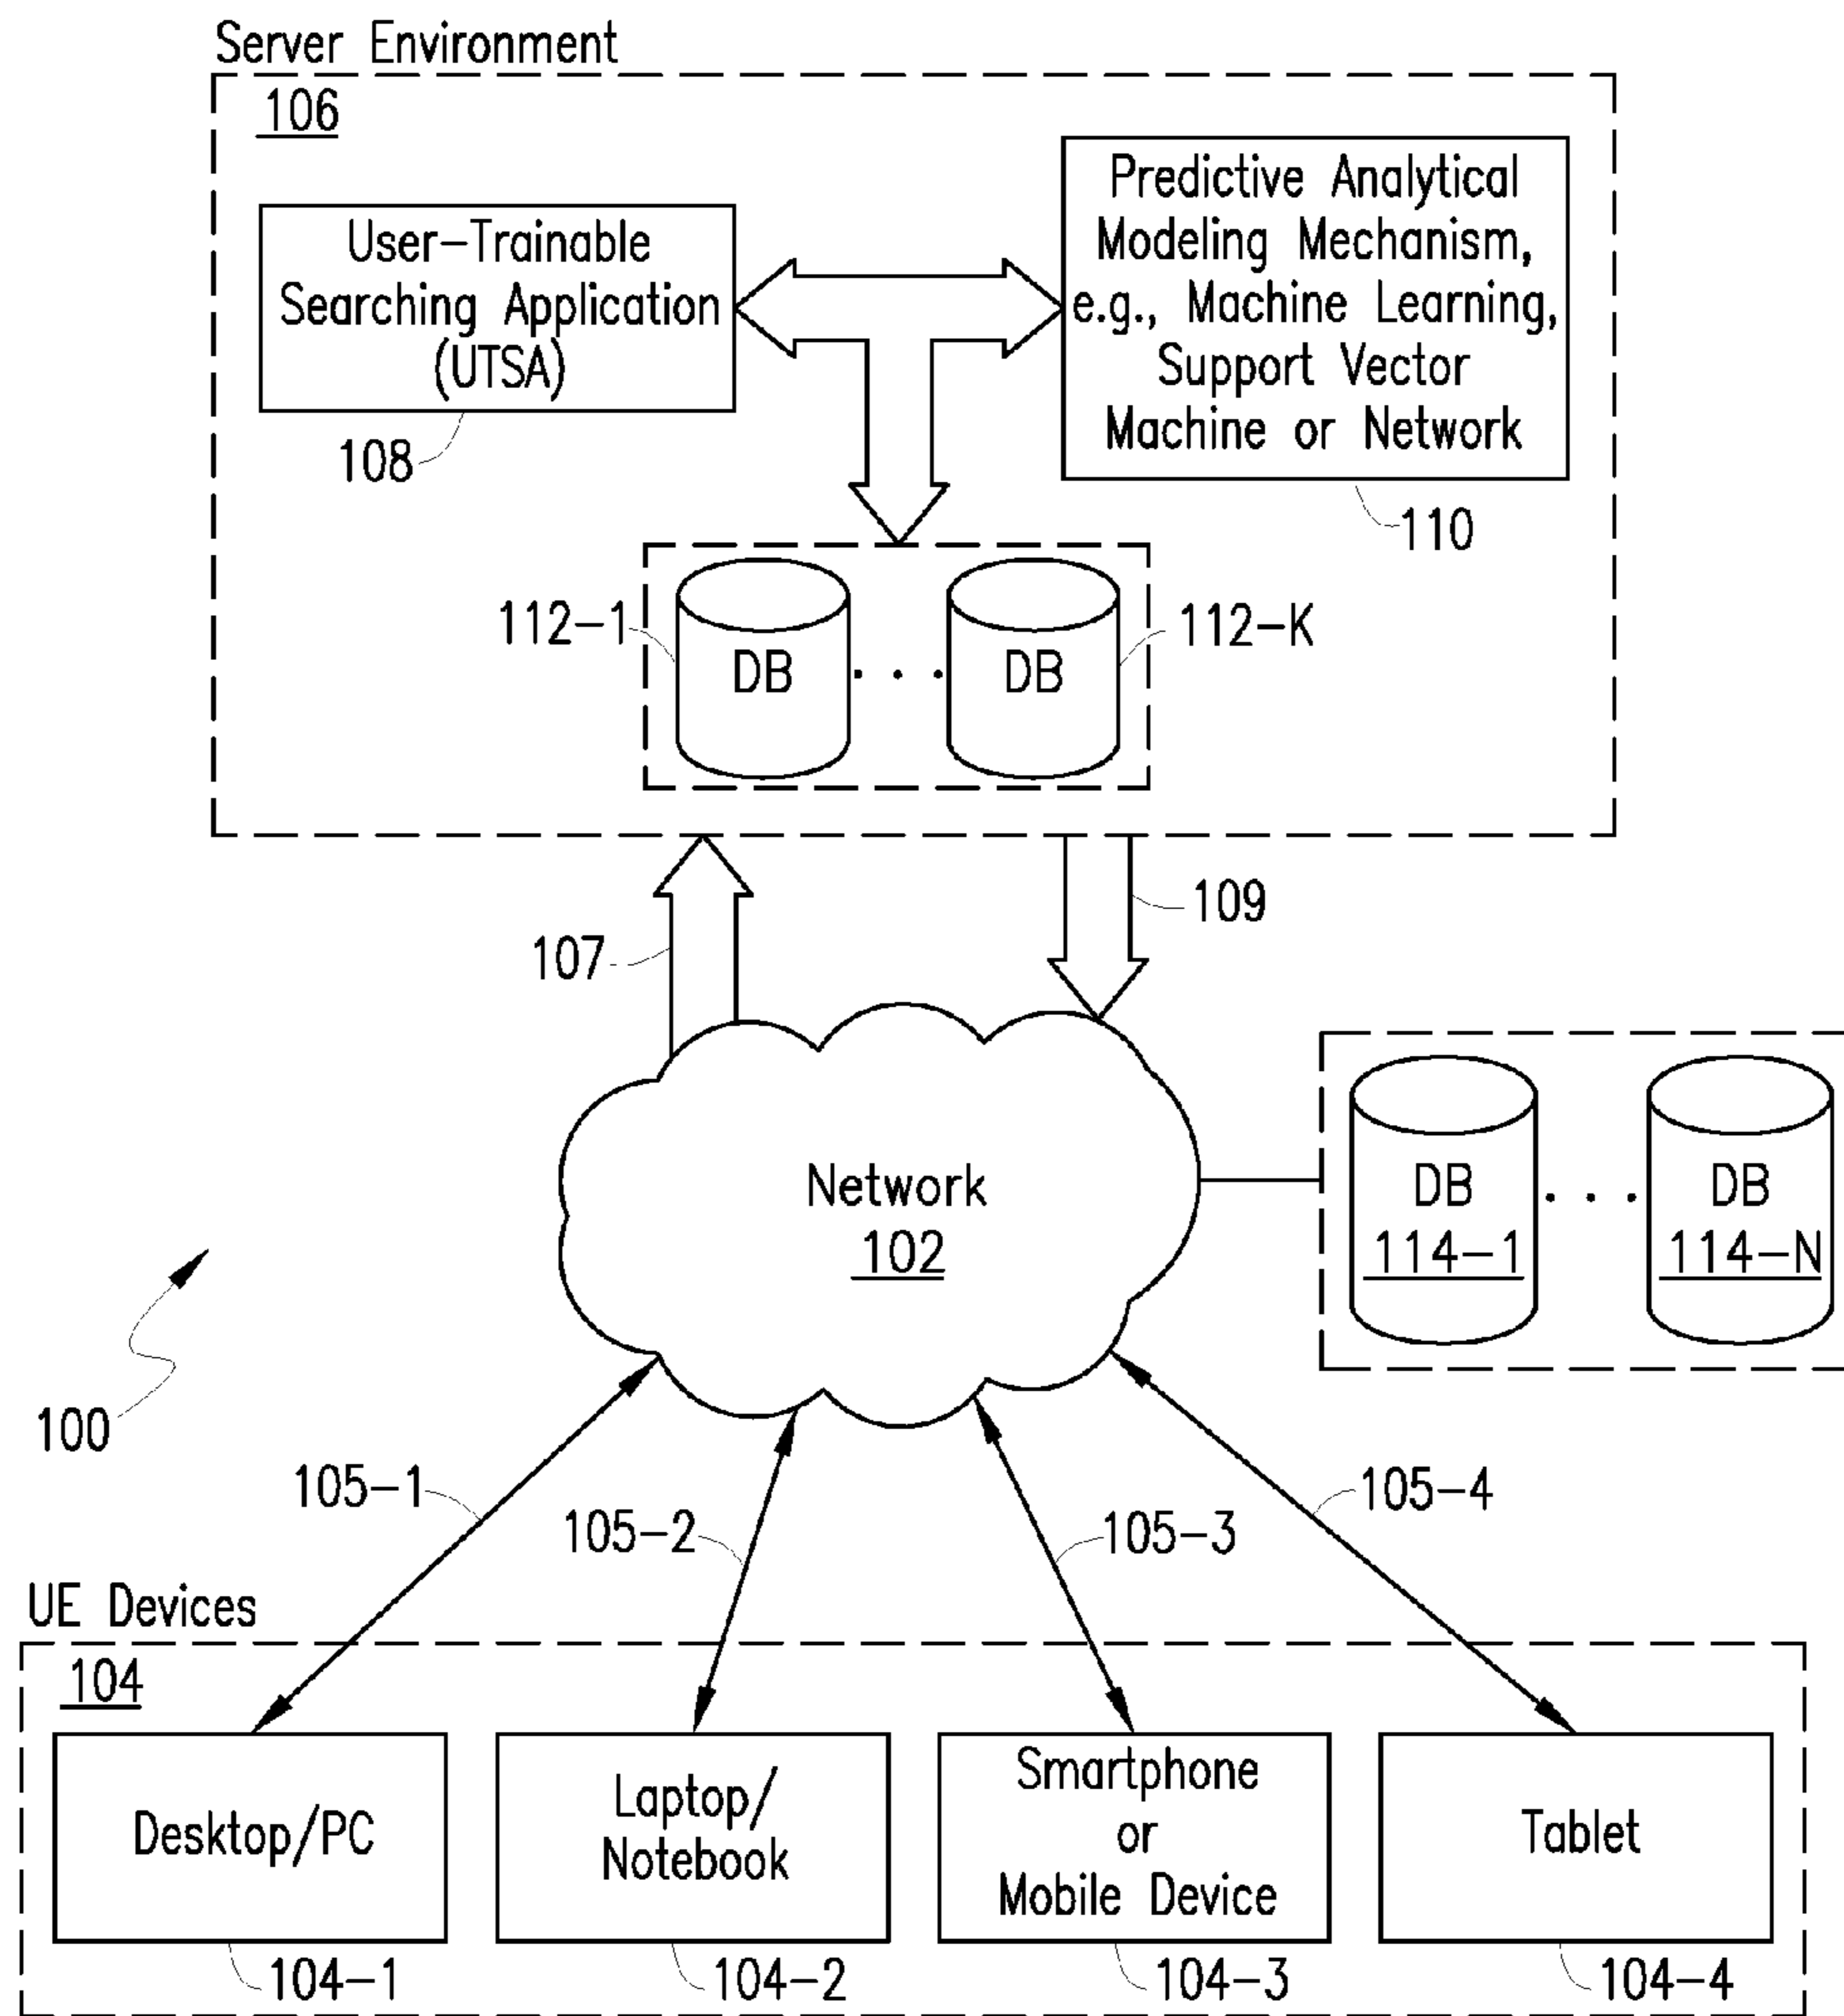 Server Environment
106
User-Trainable
Searching Application
(UTSA)
108
Predictive Analytical
Modeling Mechanism,
e.g., Machine Learning,
Support Vector
Machine or Network
110
112-1
DB
. . .
DB
112-K
107
109
Network
102
DB
114-1
. . .
DB
114-N
100
105-1
105-2
105-3
105-4
UE Devices
104
Desktop/PC
104-1
Laptop/
Notebook
104-2
Smartphone
or
Mobile Device
104-3
Tablet
104-4